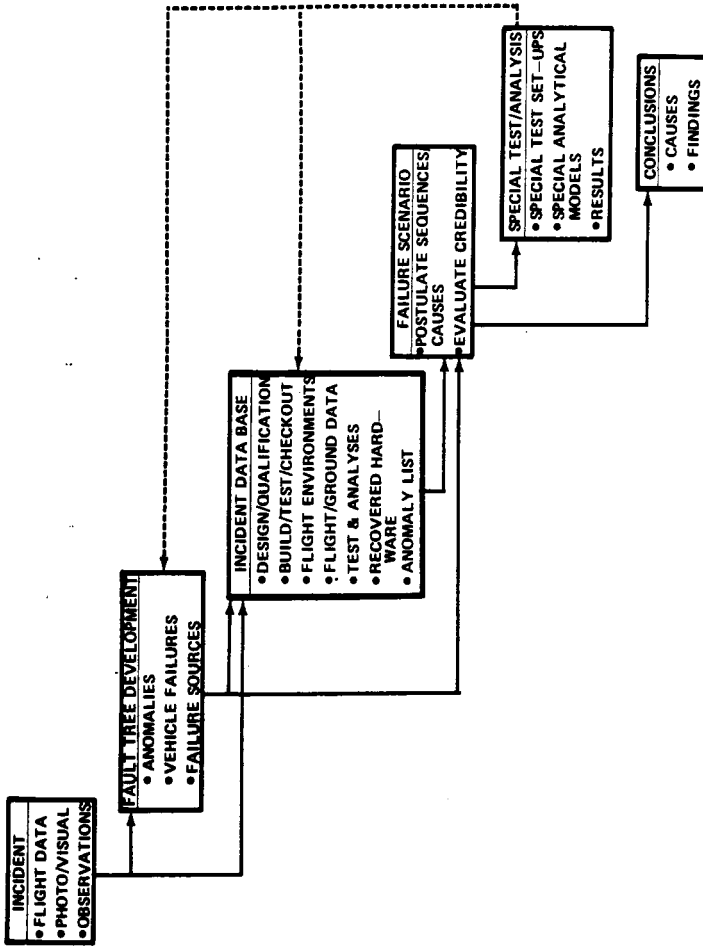 INCIDENT
• FLIGHT DATA
• PHOTO/VISUAL
• OBSERVATIONS
FAULT TREE DEVELOPMENT
• ANOMALIES
• VEHICLE FAILURES
• FAILURE SOURCES
INCIDENT DATA BASE
• DESIGN/QUALIFICATION
• BUILD/TEST/CHECKOUT
• FLIGHT ENVIRONMENTS
• FLIGHT/GROUND DATA
• TEST & ANALYSES
• RECOVERED HARD—
WARE
• ANOMALY LIST
FAILURE SCENARIO
• POSTULATE SEQUENCES/
CAUSES
• EVALUATE CREDIBILITY
SPECIAL TEST/ANALYSIS
• SPECIAL TEST SET—UPS
• SPECIAL ANALYTICAL
MODELS
• RESULTS
CONCLUSIONS
• CAUSES
• FINDINGS